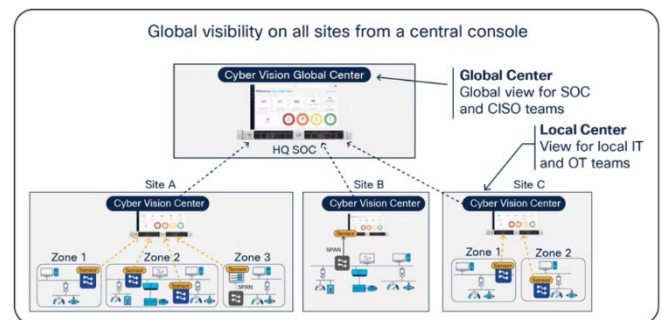 Global visibility on all sites from a central console
Cyber Vision Global Center
HQ SOC
Global Center
Global view for SOC
and CISO teams
Local Center
View for local IT
and OT teams
Site A
Cyber Vision Center
Zone 1
Sensor
Zone 2
Sensor
Sensor
Zone 3
Sensor
SPAN
Site B
Cyber Vision Center
Sensor
SPAN
Site C
Cyber Vision Center
Zone 1
Sensor
Zone 2
Sensor